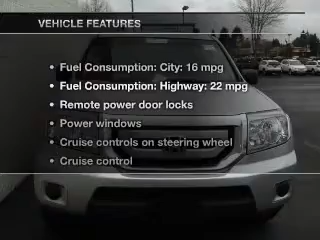 VEHICLE FEATURES
• Fuel Consumption: City: 16 mpg
• Fuel Consumption: Highway: 22 mpg
• Remote power door locks
• Power windows
• Cruise controls on steering wheel
• Cruise control